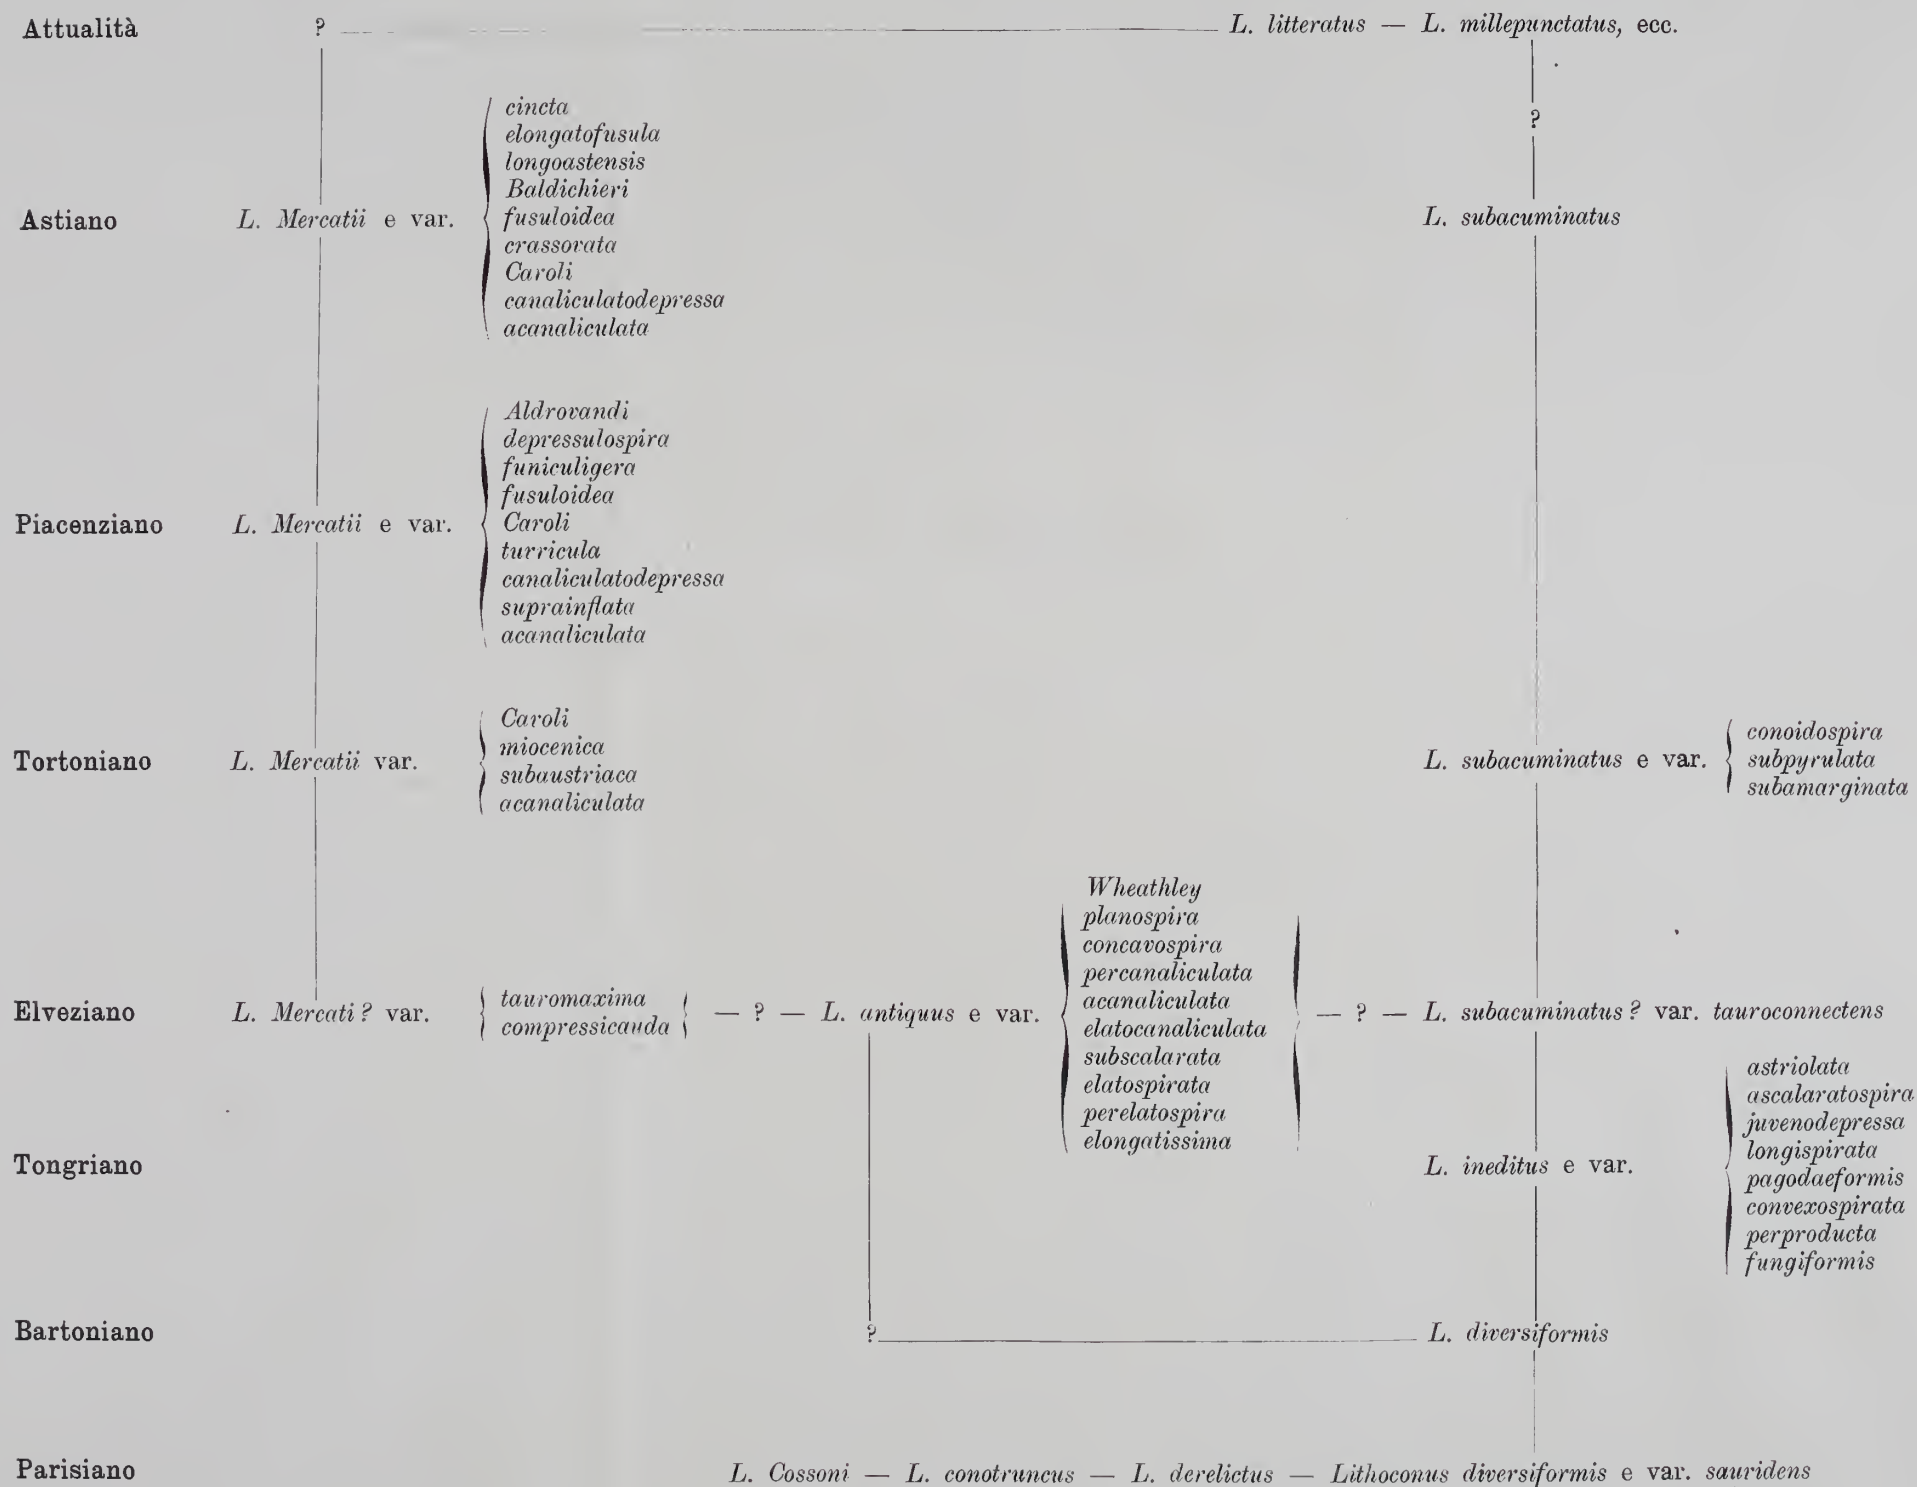 Attualità ? L. litteratus — L. millepunctatus, ecc.
?
cincta
elongatofusula
longoastensis
Baldichieri
Astiano L. Mercatii e var. fusuloidea L. subacuminatus
crassorata
Caroli
canaliculatodepressa
acanaliculata
Aldrovandi
depressulospira
funiculigera
fusuloidea
Piacenziano L. Mercatii e var. Caroli
turricula
canaliculatodepressa
suprainflata
acanaliculata
Caroli
miocenica
subaustriaca
acanaliculata
Tortoniano L. Mercatii var. L. subacuminatus e var.
conoidospira
subpyrulata
subamarginata
Wheathley
planospira
concavospira
percanaliculata
acanaliculata
elatocanaliculata
subscalarata
elatospirata
perelatospira
elongatissima
tauromaxima
compressicauda
Elveziano L. Mercati? var. — ? — L. antiquus e var. — ? — L. subacuminatus? var. tauroconnectens
astriolata
ascalaratospira
juvenodepressa
longispirata
Tongriano L. ineditus e var.
pagodaeformis
convexospirata
perproducta
fungiformis
Bartoniano ? L. diversiformis
Parisiano L. Cossoni — L. conotruncus — L. derelictus — Lithoconus diversiformis e var. sauridens